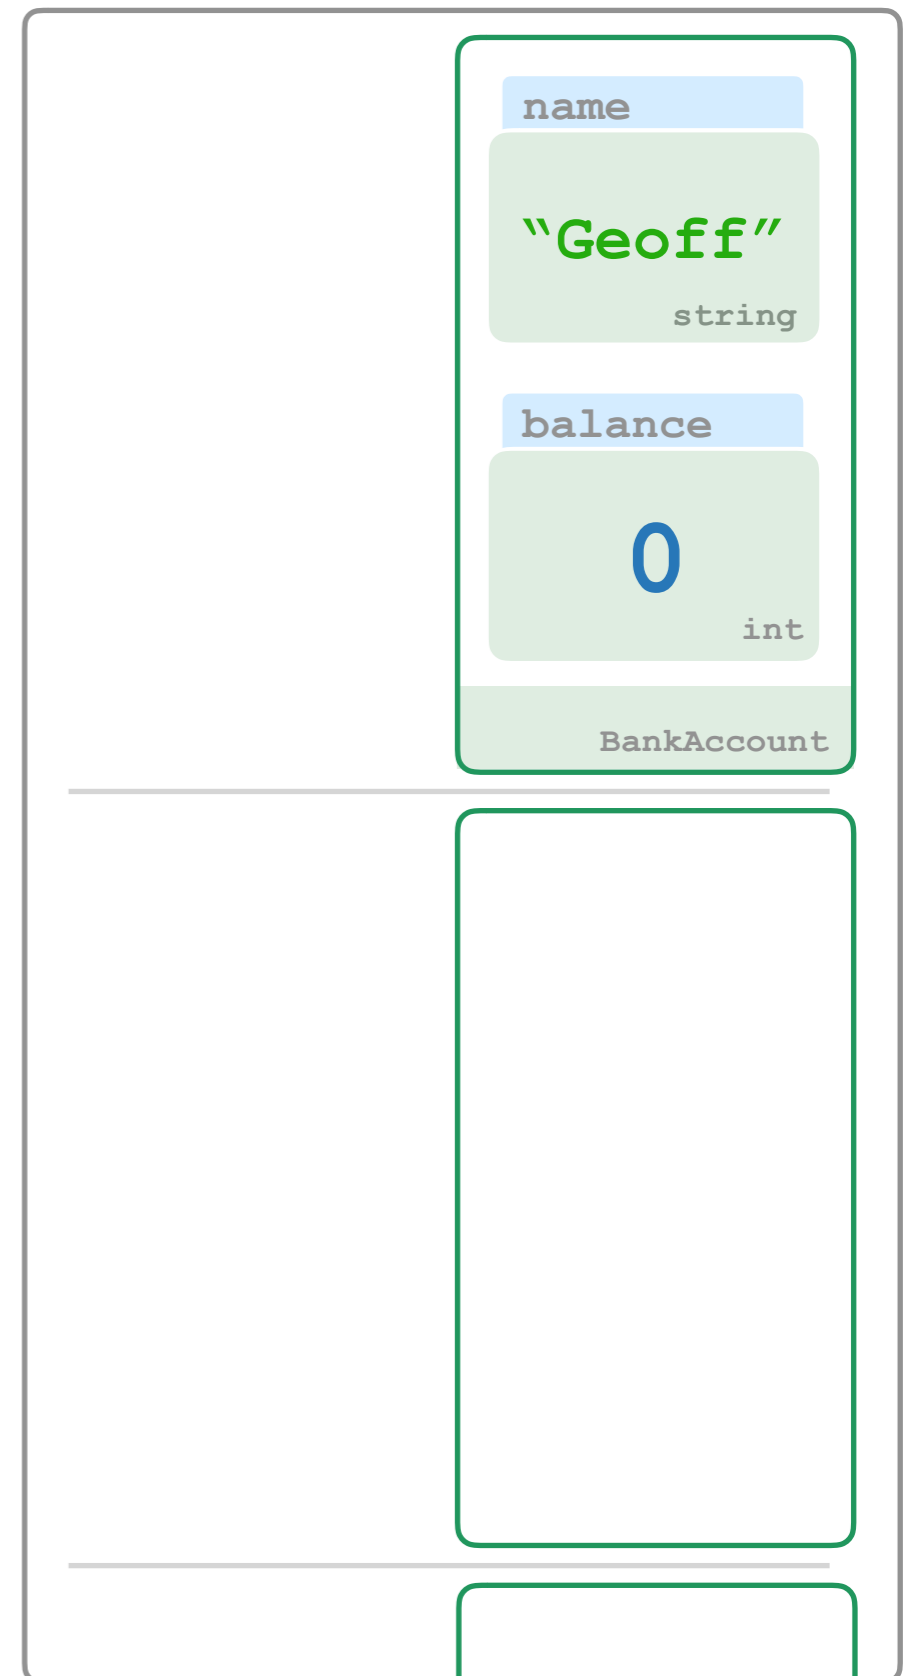 name
“Geoff”
string
balance
0
int
BankAccount